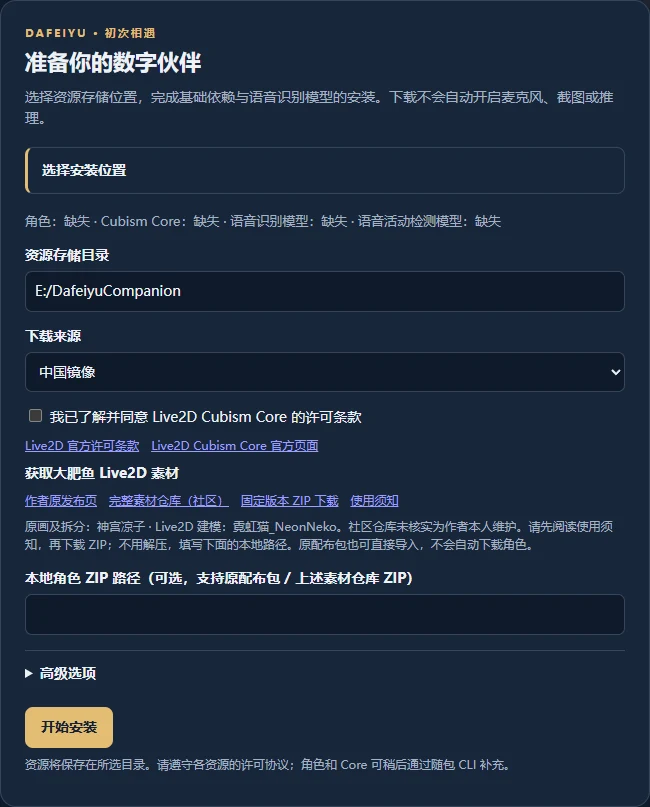 DAFEIYU • 初次相遇
准备你的数字伙伴
选择资源存储位置，完成基础依赖与语音识别模型的安装。下载不会自动开启麦克风、截图或推
理。
选择安装位置
角色：缺失 · Cubism Core：缺失 · 语音识别模型：缺失 · 语音活动检测模型：缺失
资源存储目录
E:/DafeiyuCompanion
下载来源
中国镜像
我已了解并同意 Live2D Cubism Core 的许可条款
Live2D 官方许可条款 Live2D Cubism Core 官方页面
获取大肥鱼 Live2D 素材
作者原发布页 完整素材仓库（社区） 固定版本 ZIP 下载 使用须知
原画及拆分：神宫凉子 · Live2D 建模：霓虹猫_NeonNeko。社区仓库未核实为作者本人维护。请先阅读使用须
知，再下载 ZIP；不用解压，填写下面的本地路径。原配布包也可直接导入，不会自动下载角色。
本地角色 ZIP 路径（可选，支持原配布包 / 上述素材仓库 ZIP）
高级选项
开始安装
资源将保存在所选目录。请遵守各资源的许可协议；角色和 Core 可稍后通过随包 CLI 补充。